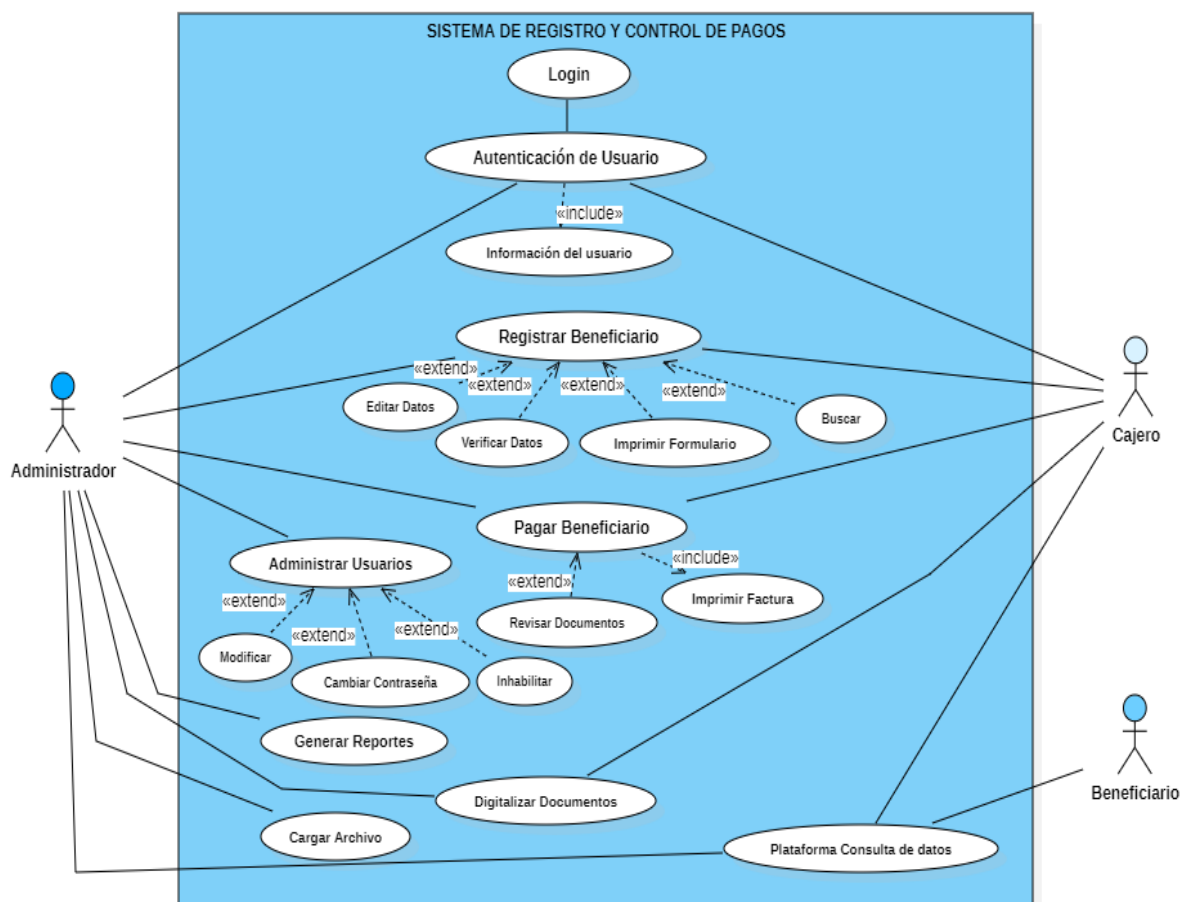 SISTEMA DE REGISTRO Y CONTROL DE PAGOS
Login
Autenticación de Usuario
«include»
Información del usuario
Registrar Beneficiario
«extend»
«extend»
«extend»
«extend»
Editar Datos
Verificar Datos
Imprimir Formulario
Buscar
Administrador
Cajero
Pagar Beneficiario
«include»
«extend»
Imprimir Factura
Revisar Documentos
Administrar Usuarios
«extend»
«extend»
«extend»
Modificar
Cambiar Contraseña
Inhabilitar
Generar Reportes
Digitalizar Documentos
Beneficiario
Cargar Archivo
Plataforma Consulta de datos